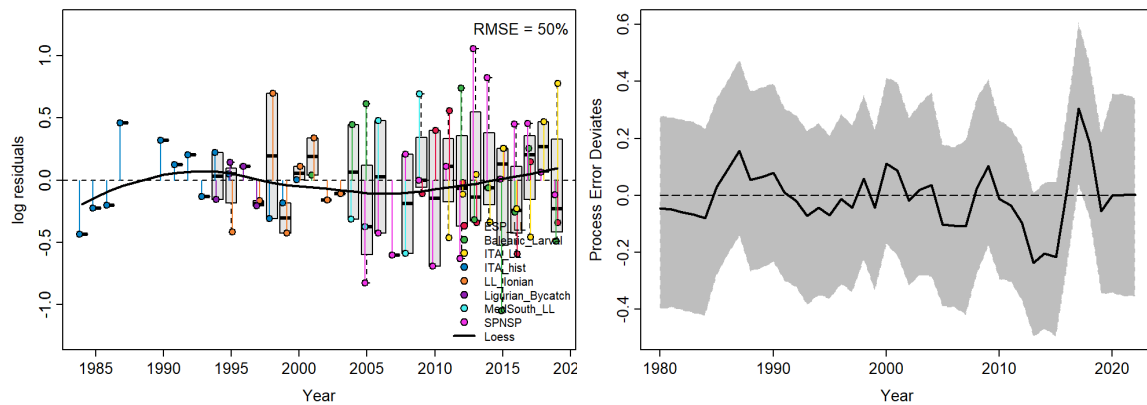 RMSE = 50%
log residuals
1.0
0.5
0.0
-0.5
-1.0
ESP_LL
Balearic_Larval
ITA_LL
ITA_hist
LL_Ionian
Ligurian_Bycatch
MedSouth_LL
SPNSP
Loess
1985 1990 1995 2000 2005 2010 2015 202
Year
Process Error Deviates
0.6
0.4
0.2
0.0
-0.2
-0.4
1980 1990 2000 2010 2020
Year